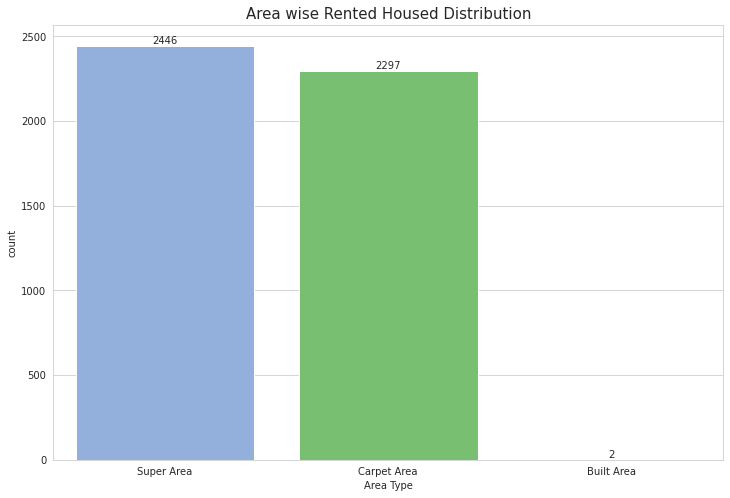 Area wise Rented Housed Distribution
2500
2000
1500
1000
500
0
count
2446
2297
2
Super Area
Carpet Area
Built Area
Area Type